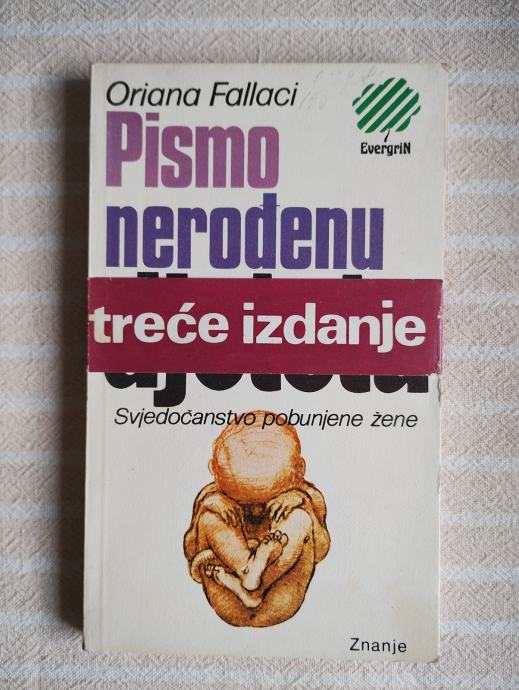 Oriana Fallaci
EvergriN
Pismo
nerođenu
treće izdanje
Svjedočanstvo pobunjene žene
Znanje